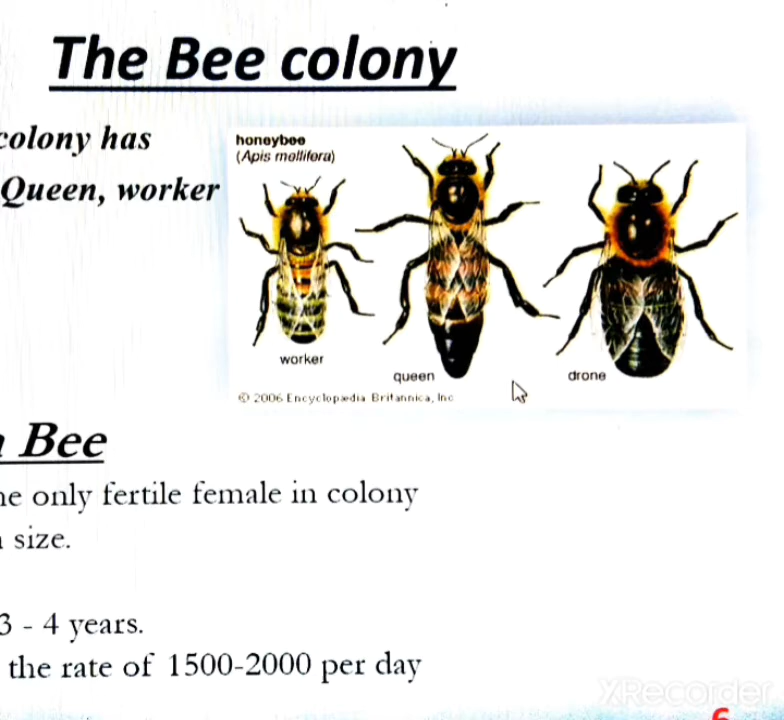 The Bee colony
colony has
Queen, worker
honeybee
(Apis mellifera)
worker
queen
drone
© 2006 Encyclopædia Britannica, Inc
Bee
he only fertile female in colony
size.
3 - 4 years.
the rate of 1500-2000 per day
XRecorder
6